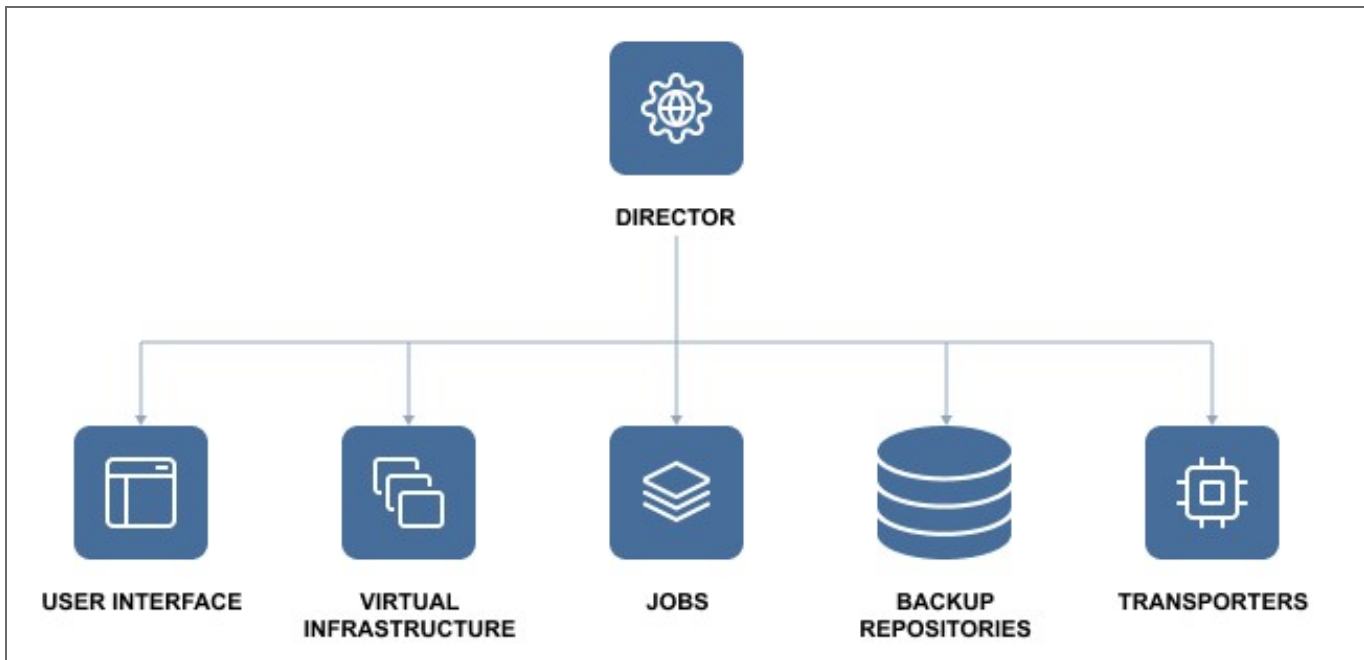 DIRECTOR
USER INTERFACE
VIRTUAL
INFRASTRUCTURE
JOBS
BACKUP
REPOSITORIES
TRANSPORTERS